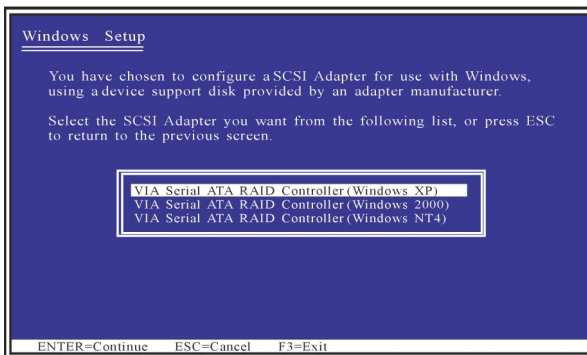 Windows Setup
You have chosen to configure a SCSI Adapter for use with Windows,
using a device support disk provided by an adapter manufacturer.
Select the SCSI Adapter you want from the following list, or press ESC
to return to the previous screen.
VIA Serial ATA RAID Controller(Windows XP)
VIA Serial ATA RAID Controller(Windows 2000)
VIA Serial ATA RAID Controller(Windows NT4)
ENTER=Continue ESC=Cancel F3=Exit